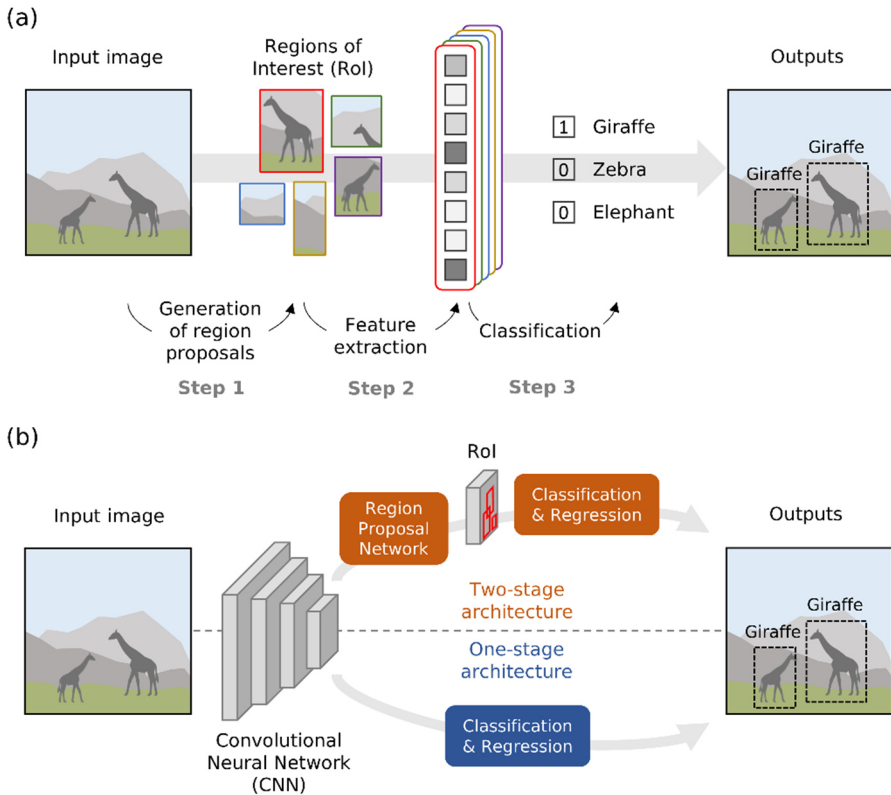 (a)
Input image
Regions of
Interest (RoI)
Outputs
1 Giraffe
0 Zebra
0 Elephant
Giraffe
Giraffe
Generation
of region
proposals
Feature
extraction
Classification
Step 1
Step 2
Step 3
(b)
Input image
RoI
Region
Proposal
Network
Classification
& Regression
Outputs
Two-stage
architecture
One-stage
architecture
Giraffe
Giraffe
Classification
& Regression
Convolutional
Neural Network
(CNN)